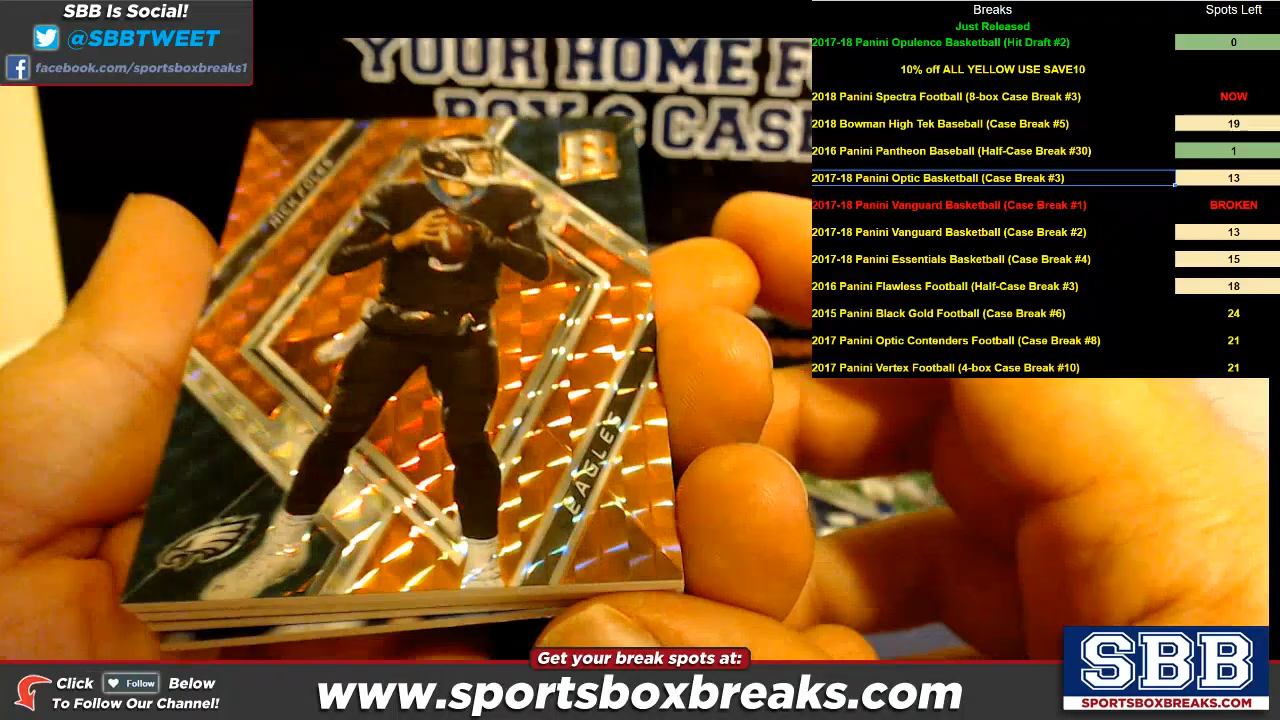 SBB Is Social!
@SBBTWEET
facebook.com/sportsboxbreaks1
YOUR HOME F
BOX & CASE
NICK FOLES
EAGLES
Breaks Spots Left
Just Released
2017-18 Panini Opulence Basketball (Hit Draft #2) 0
10% off ALL YELLOW USE SAVE10
2018 Panini Spectra Football (8-box Case Break #3) NOW
2018 Bowman High Tek Baseball (Case Break #5) 19
2016 Panini Pantheon Baseball (Half-Case Break #30) 1
2017-18 Panini Optic Basketball (Case Break #3) 13
2017-18 Panini Vanguard Basketball (Case Break #1) BROKEN
2017-18 Panini Vanguard Basketball (Case Break #2) 13
2017-18 Panini Essentials Basketball (Case Break #4) 15
2016 Panini Flawless Football (Half-Case Break #3) 18
2015 Panini Black Gold Football (Case Break #6) 24
2017 Panini Optic Contenders Football (Case Break #8) 21
2017 Panini Vertex Football (4-box Case Break #10) 21
Get your break spots at:
Click Follow Below
To Follow Our Channel!
www.sportsboxbreaks.com
SBB
SPORTSBOXBREAKS.COM